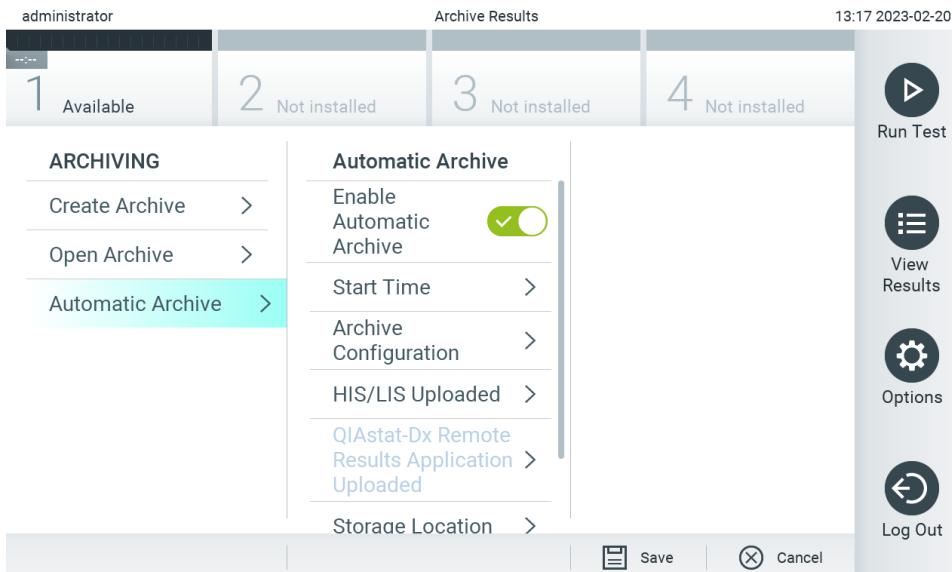 administrator
Archive Results
13:17 2023-02-20
--:--
1 Available
2 Not installed
3 Not installed
4 Not installed
Run Test
ARCHIVING
Create Archive
Open Archive
Automatic Archive
Automatic Archive
Enable
Automatic
Archive
Start Time
Archive
Configuration
HIS/LIS Uploaded
QIAstat-Dx Remote
Results Application
Uploaded
Storage Location
View
Results
Options
Log Out
Save
Cancel